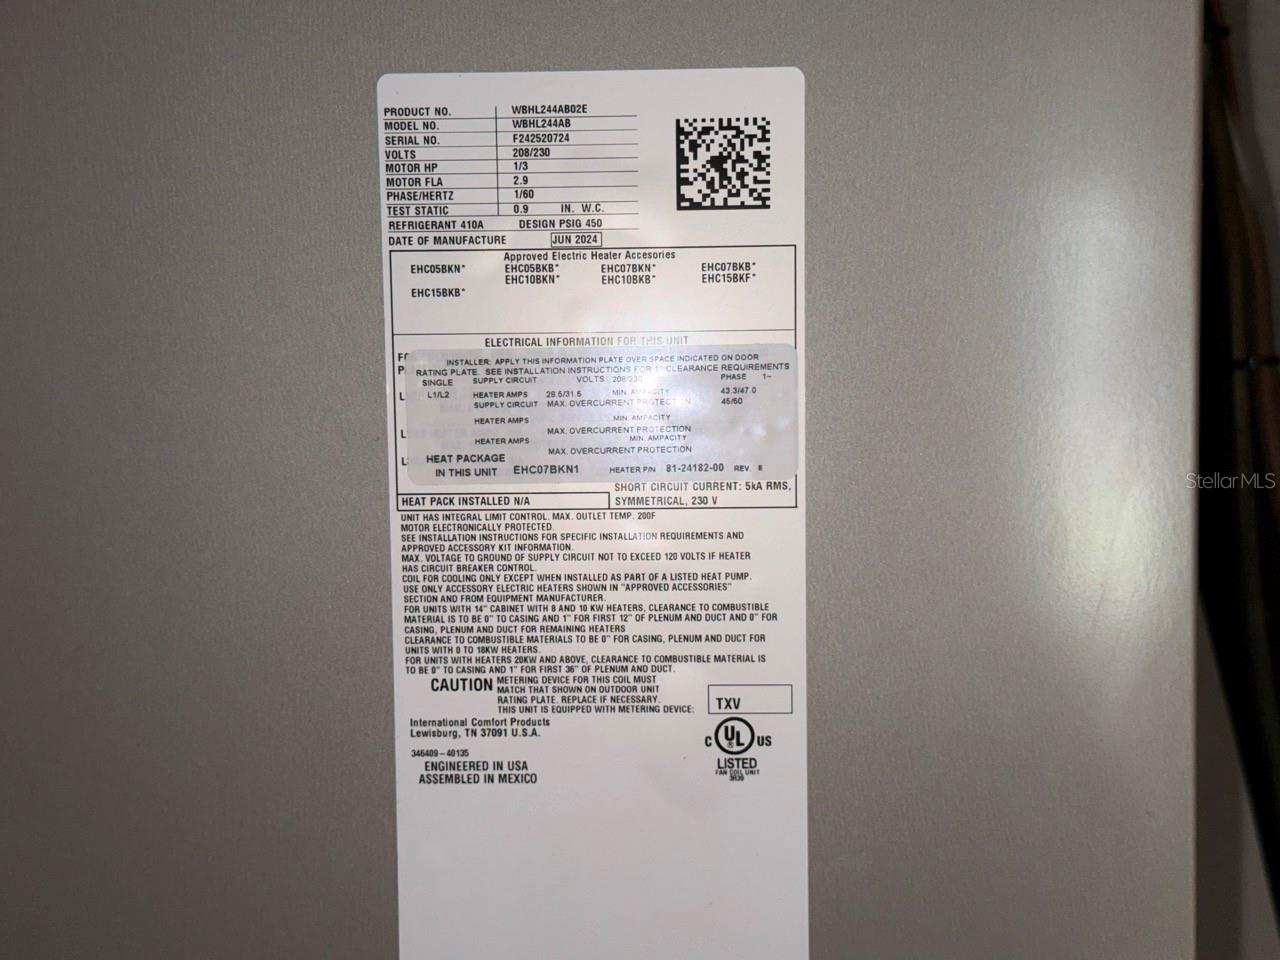 PRODUCT NO. WBHL244AB02E
MODEL NO. WBHL244AB
SERIAL NO. F242520724
VOLTS 208/230
MOTOR HP 1/3
MOTOR FLA 2.9
PHASE/HERTZ 1/60
TEST STATIC 0.9 IN. W.C.
REFRIGERANT 410A DESIGN PSIG 450
DATE OF MANUFACTURE JUN 2024
Approved Electric Heater Accesories
EHC05BKN* EHC05BKB* EHC07BKN* EHC07BKB*
EHC10BKN* EHC10BKB* EHC15BKF*
EHC15BKB*
ELECTRICAL INFORMATION FOR THIS UNIT
INSTALLER: APPLY THIS INFORMATION PLATE OVER SPACE INDICATED ON DOOR
RATING PLATE. SEE INSTALLATION INSTRUCTIONS FOR 1" CLEARANCE REQUIREMENTS
SINGLE SUPPLY CIRCUIT VOLTS 208/230 PHASE 1~
L1/L2 HEATER AMPS 28.5/31.5 MIN. AMPACITY 43.3/47.0
SUPPLY CIRCUIT MAX. OVERCURRENT PROTECTION 45/50
HEATER AMPS MIN. AMPACITY
MAX. OVERCURRENT PROTECTION
HEATER AMPS MIN. AMPACITY
MAX. OVERCURRENT PROTECTION
HEAT PACKAGE
IN THIS UNIT EHC07BKN1 HEATER P/N 81-24182-00 REV. E
SHORT CIRCUIT CURRENT: 5kA RMS,
HEAT PACK INSTALLED N/A SYMMETRICAL, 230 V
UNIT HAS INTEGRAL LIMIT CONTROL. MAX. OUTLET TEMP. 200F
MOTOR ELECTRONICALLY PROTECTED.
SEE INSTALLATION INSTRUCTIONS FOR SPECIFIC INSTALLATION REQUIREMENTS AND
APPROVED ACCESSORY KIT INFORMATION.
MAX. VOLTAGE TO GROUND OF SUPPLY CIRCUIT NOT TO EXCEED 120 VOLTS IF HEATER
HAS CIRCUIT BREAKER CONTROL.
COIL FOR COOLING ONLY EXCEPT WHEN INSTALLED AS PART OF A LISTED HEAT PUMP.
USE ONLY ACCESSORY ELECTRIC HEATERS SHOWN IN "APPROVED ACCESSORIES"
SECTION AND FROM EQUIPMENT MANUFACTURER.
FOR UNITS WITH 14" CABINET WITH 8 AND 10 KW HEATERS, CLEARANCE TO COMBUSTIBLE
MATERIAL IS TO BE 0" TO CASING AND 1" FOR FIRST 12" OF PLENUM AND DUCT AND 0" FOR
CASING, PLENUM AND DUCT FOR REMAINING HEATERS
CLEARANCE TO COMBUSTIBLE MATERIALS TO BE 0" FOR CASING, PLENUM AND DUCT FOR
UNITS WITH 0 TO 18KW HEATERS.
FOR UNITS WITH HEATERS 20KW AND ABOVE, CLEARANCE TO COMBUSTIBLE MATERIAL IS
TO BE 0" TO CASING AND 1" FOR FIRST 36" OF PLENUM AND DUCT.
CAUTION METERING DEVICE FOR THIS COIL MUST
MATCH THAT SHOWN ON OUTDOOR UNIT
RATING PLATE. REPLACE IF NECESSARY.
THIS UNIT IS EQUIPPED WITH METERING DEVICE: TXV
International Comfort Products
Lewisburg, TN 37091 U.S.A.
346409-40135
ENGINEERED IN USA
ASSEMBLED IN MEXICO
C UL US
LISTED
FAN COIL UNIT
3R39
StellarMLS